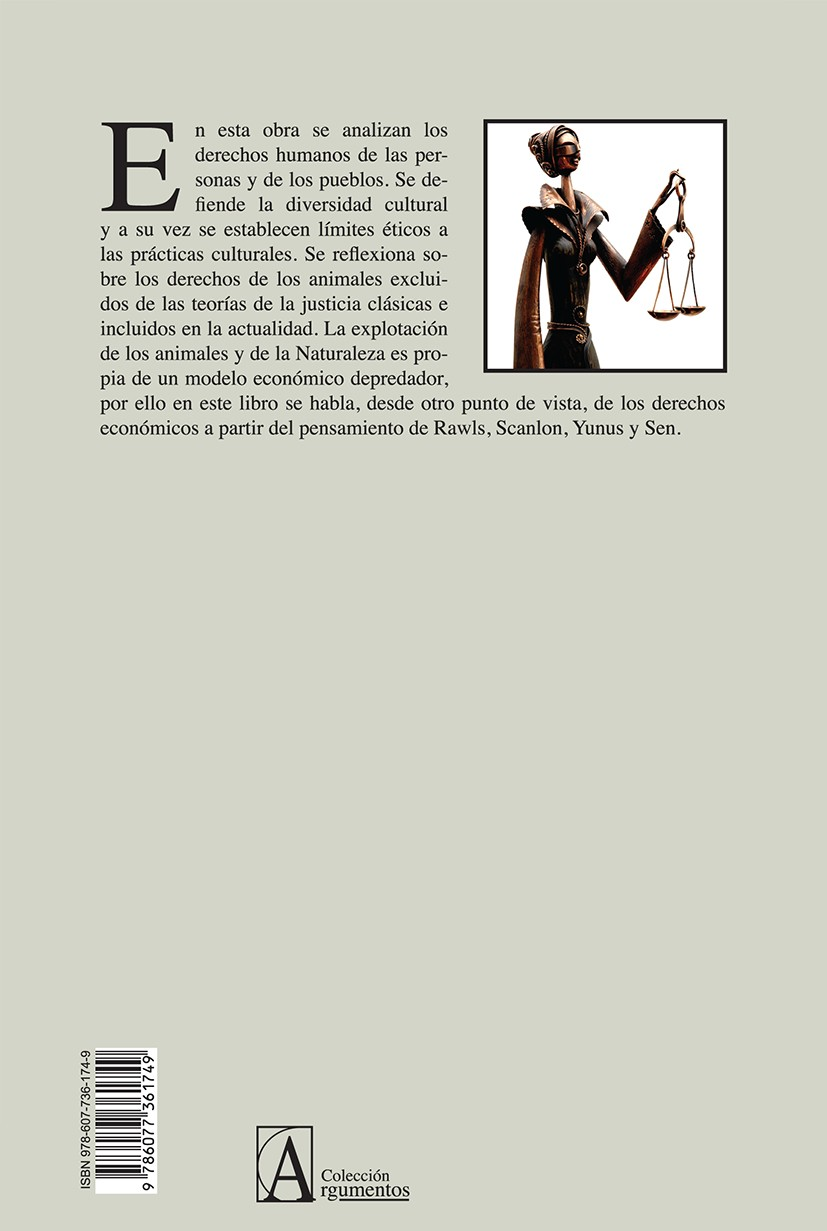 En esta obra se analizan los
derechos humanos de las per-
sonas y de los pueblos. Se de-
fiende la diversidad cultural
y a su vez se establecen límites éticos a
las prácticas culturales. Se reflexiona so-
bre los derechos de los animales exclui-
dos de las teorías de la justicia clásicas e
incluidos en la actualidad. La explotación
de los animales y de la Naturaleza es pro-
pia de un modelo económico depredador,
por ello en este libro se habla, desde otro punto de vista, de los derechos
económicos a partir del pensamiento de Rawls, Scanlon, Yunus y Sen.
ISBN 978-607-736-174-9
9 786077 361749
Colección
Argumentos